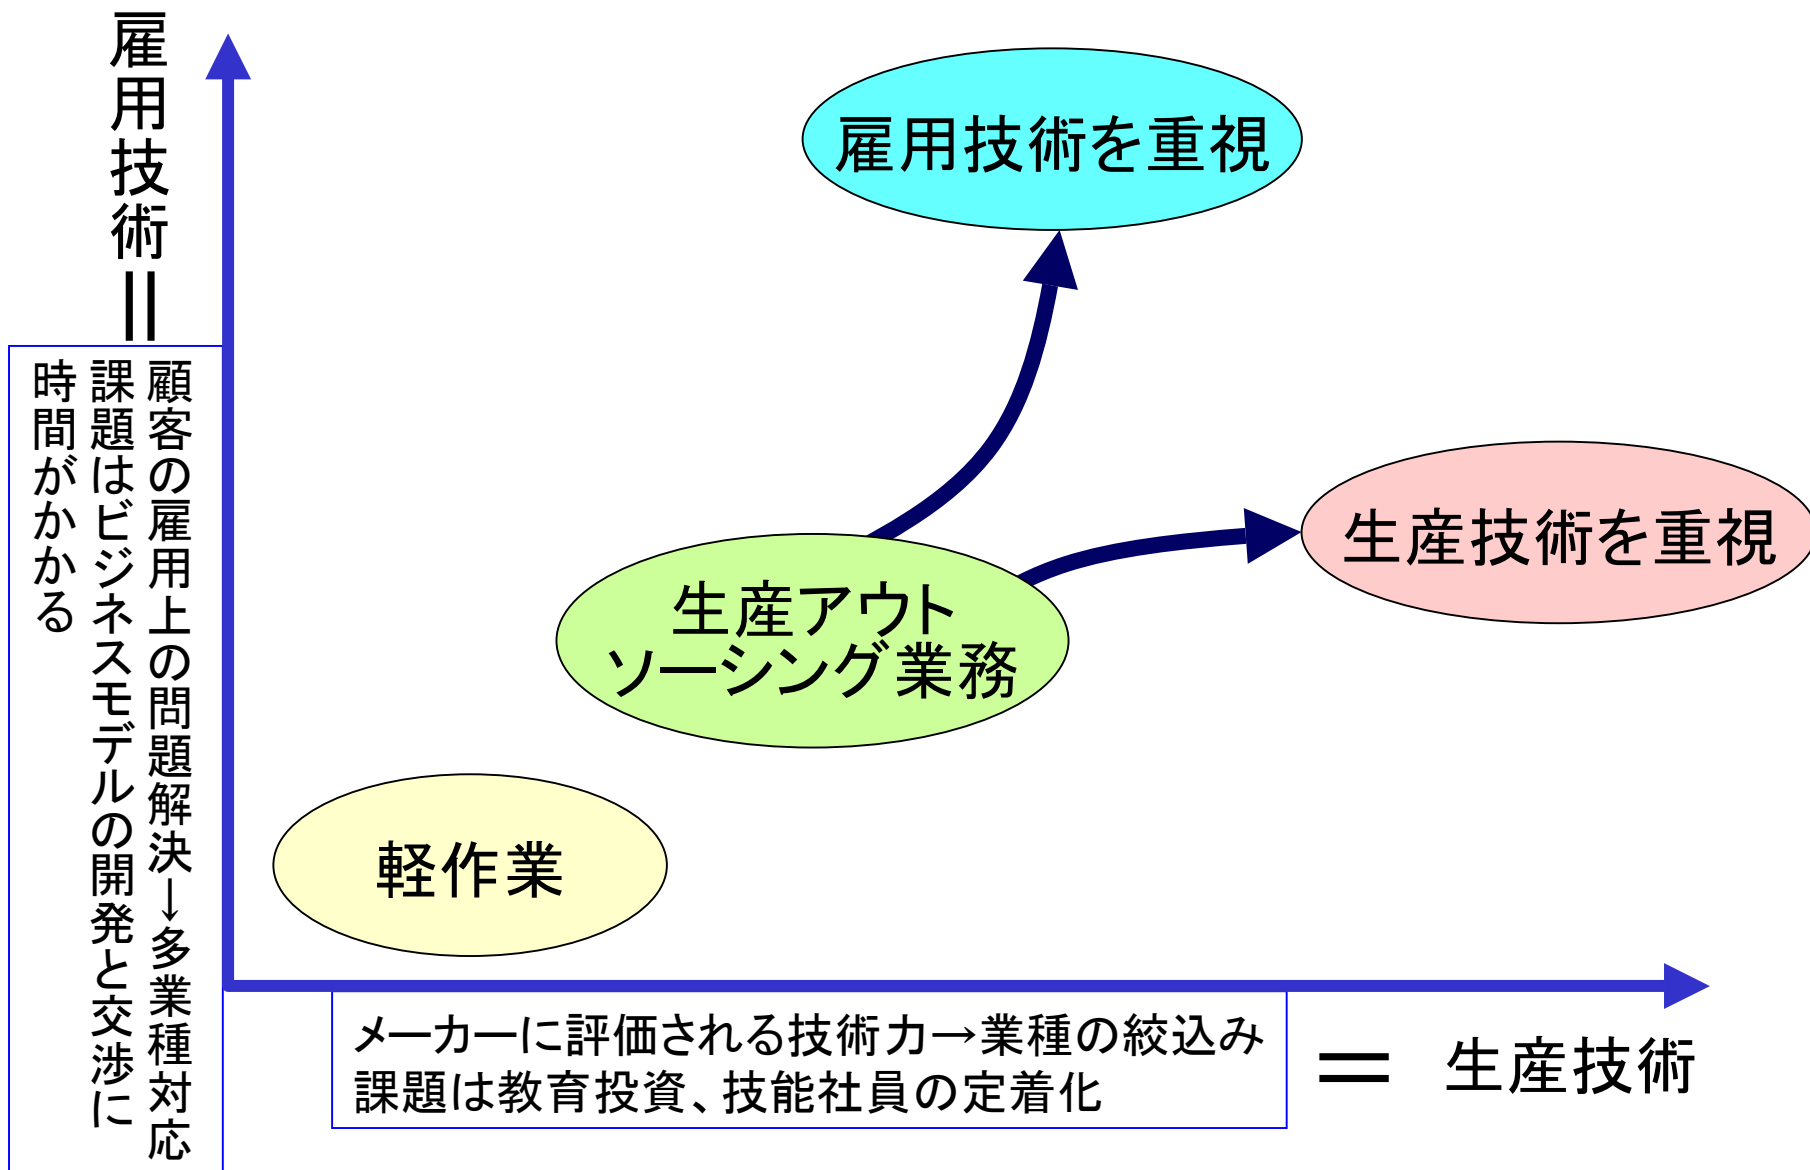 雇用技術＝
顧客の雇用上の問題解決→多業種対応
課題はビジネスモデルの開発と交渉に
時間がかかる
雇用技術を重視
生産技術を重視
生産アウト
ソーシング業務
軽作業
メーカーに評価される技術力→業種の絞込み
課題は教育投資、技能社員の定着化
＝ 生産技術